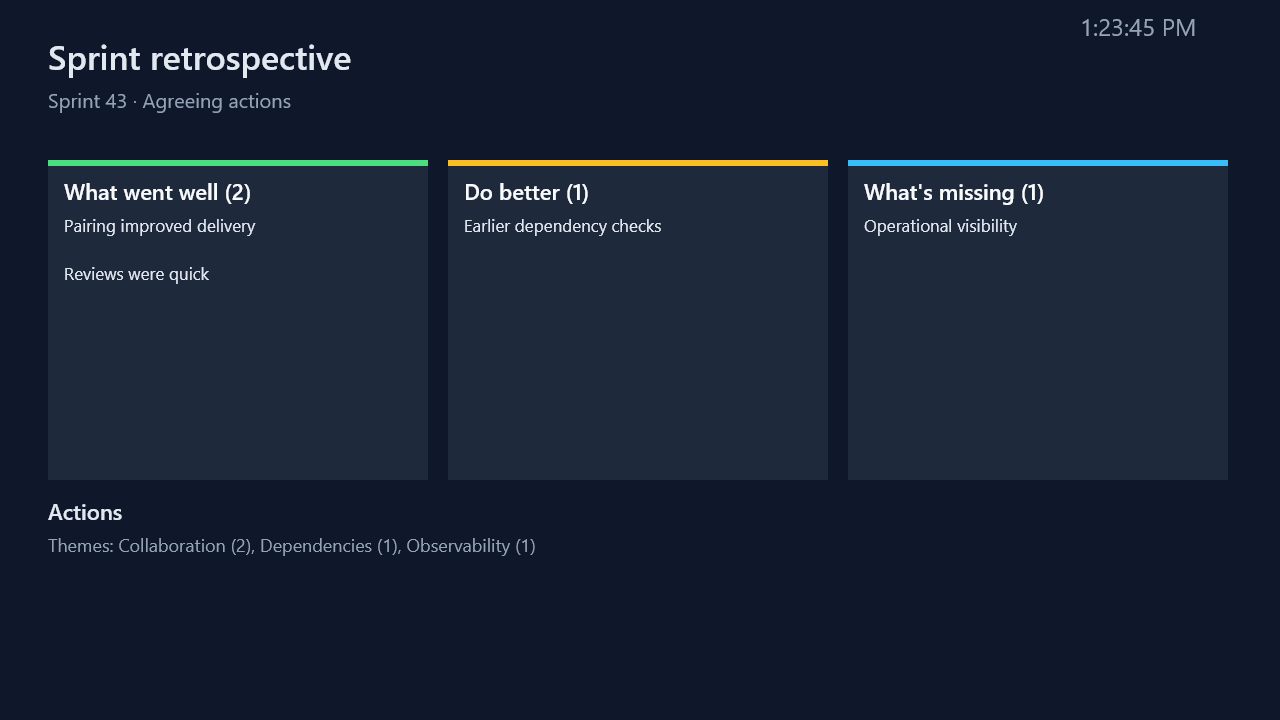 1:23:45 PM
Sprint retrospective
Sprint 43 · Agreeing actions
What went well (2)
Pairing improved delivery
Reviews were quick
Do better (1)
Earlier dependency checks
What's missing (1)
Operational visibility
Actions
Themes: Collaboration (2), Dependencies (1), Observability (1)